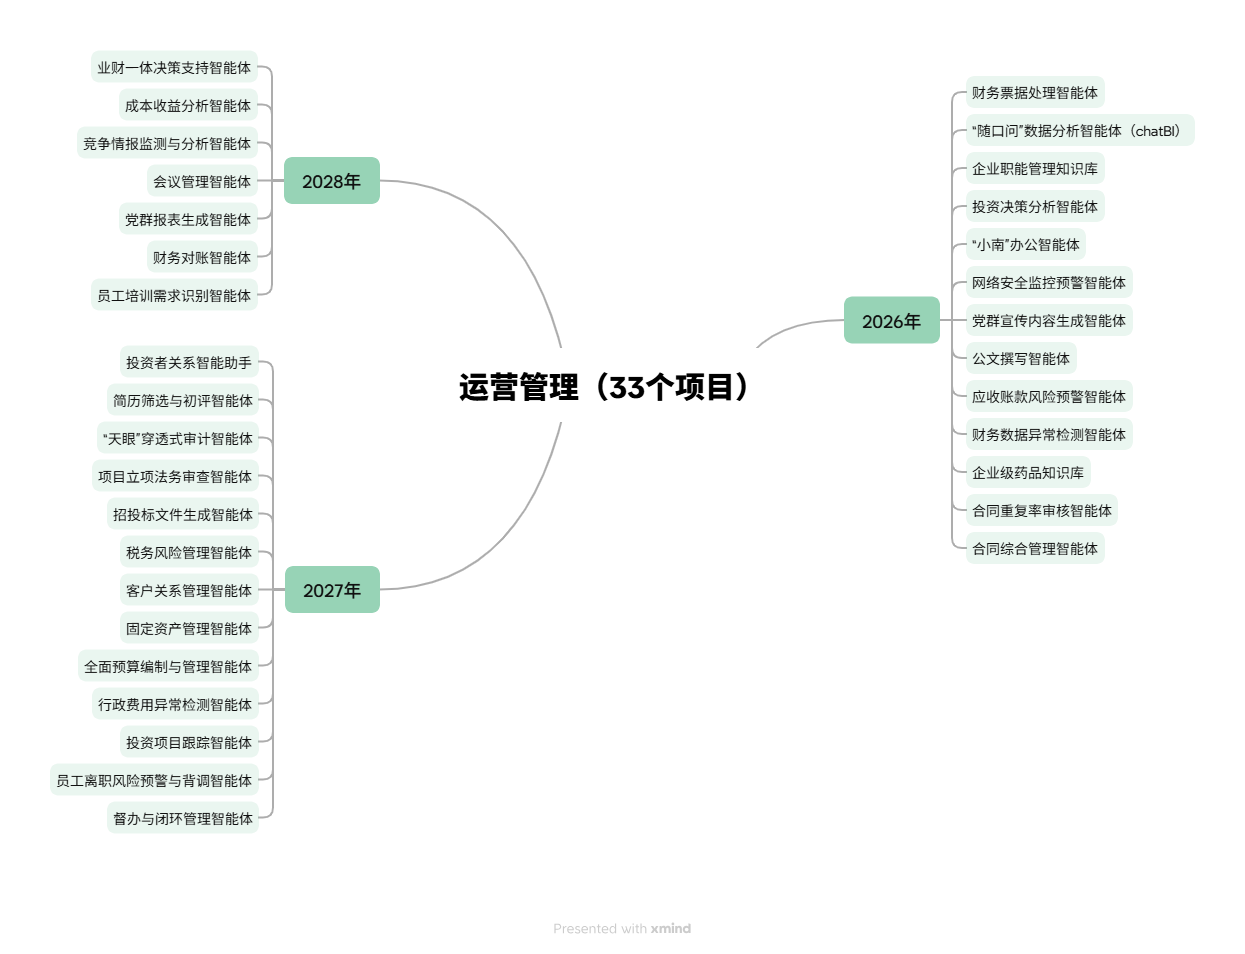 运营管理（33个项目）
2026年
财务票据处理智能体
“随口问”数据分析智能体（chatBI）
企业职能管理知识库
投资决策分析智能体
“小南”办公智能体
网络安全监控预警智能体
党群宣传内容生成智能体
公文撰写智能体
应收账款风险预警智能体
财务数据异常检测智能体
企业级药品知识库
合同重复率审核智能体
合同综合管理智能体
2027年
投资者关系智能助手
简历筛选与初评智能体
“天眼”穿透式审计智能体
项目立项法务审查智能体
招投标文件生成智能体
税务风险管理智能体
客户关系管理智能体
固定资产管理智能体
全面预算编制与管理智能体
行政费用异常检测智能体
投资项目跟踪智能体
员工离职风险预警与背调智能体
督办与闭环管理智能体
2028年
业财一体决策支持智能体
成本收益分析智能体
竞争情报监测与分析智能体
会议管理智能体
党群报表生成智能体
财务对账智能体
员工培训需求识别智能体
Presented with xmind